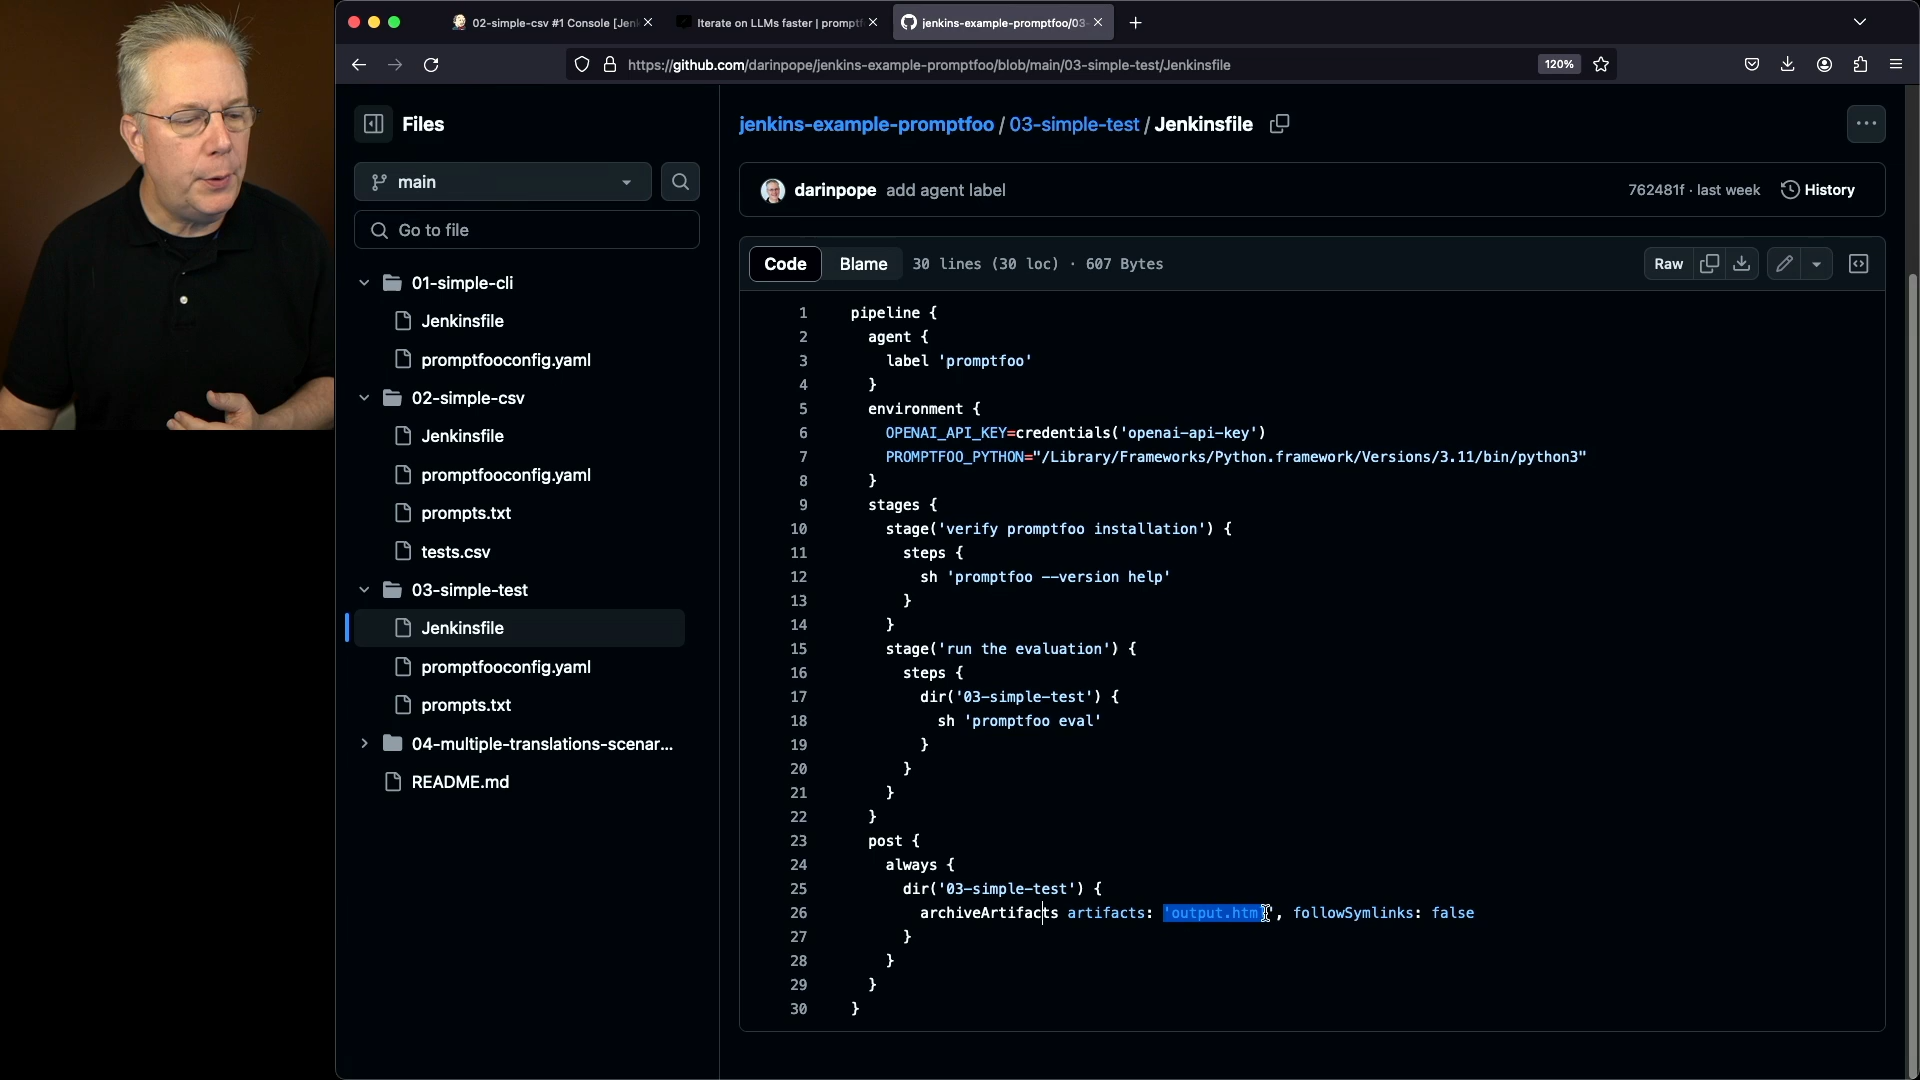 02-simple-csv #1 Console [Jen
Iterate on LLMs faster | promptf
jenkins-example-promptfoo/03-
https://github.com/darinpope/jenkins-example-promptfoo/blob/main/03-simple-test/Jenkinsfile
120%
Files
main
Go to file
01-simple-cli
Jenkinsfile
promptfooconfig.yaml
02-simple-csv
Jenkinsfile
promptfooconfig.yaml
prompts.txt
tests.csv
03-simple-test
Jenkinsfile
promptfooconfig.yaml
prompts.txt
04-multiple-translations-scenar...
README.md
jenkins-example-promptfoo / 03-simple-test / Jenkinsfile
darinpope add agent label
762481f · last week
History
Code
Blame
30 lines (30 loc) · 607 Bytes
Raw
1 pipeline {
2 agent {
3 label 'promptfoo'
4 }
5 environment {
6 OPENAI_API_KEY=credentials('openai-api-key')
7 PROMPTFOO_PYTHON="/Library/Frameworks/Python.framework/Versions/3.11/bin/python3"
8 }
9 stages {
10 stage('verify promptfoo installation') {
11 steps {
12 sh 'promptfoo --version help'
13 }
14 }
15 stage('run the evaluation') {
16 steps {
17 dir('03-simple-test') {
18 sh 'promptfoo eval'
19 }
20 }
21 }
22 }
23 post {
24 always {
25 dir('03-simple-test') {
26 archiveArtifacts artifacts: 'output.html', followSymlinks: false
27 }
28 }
29 }
30 }